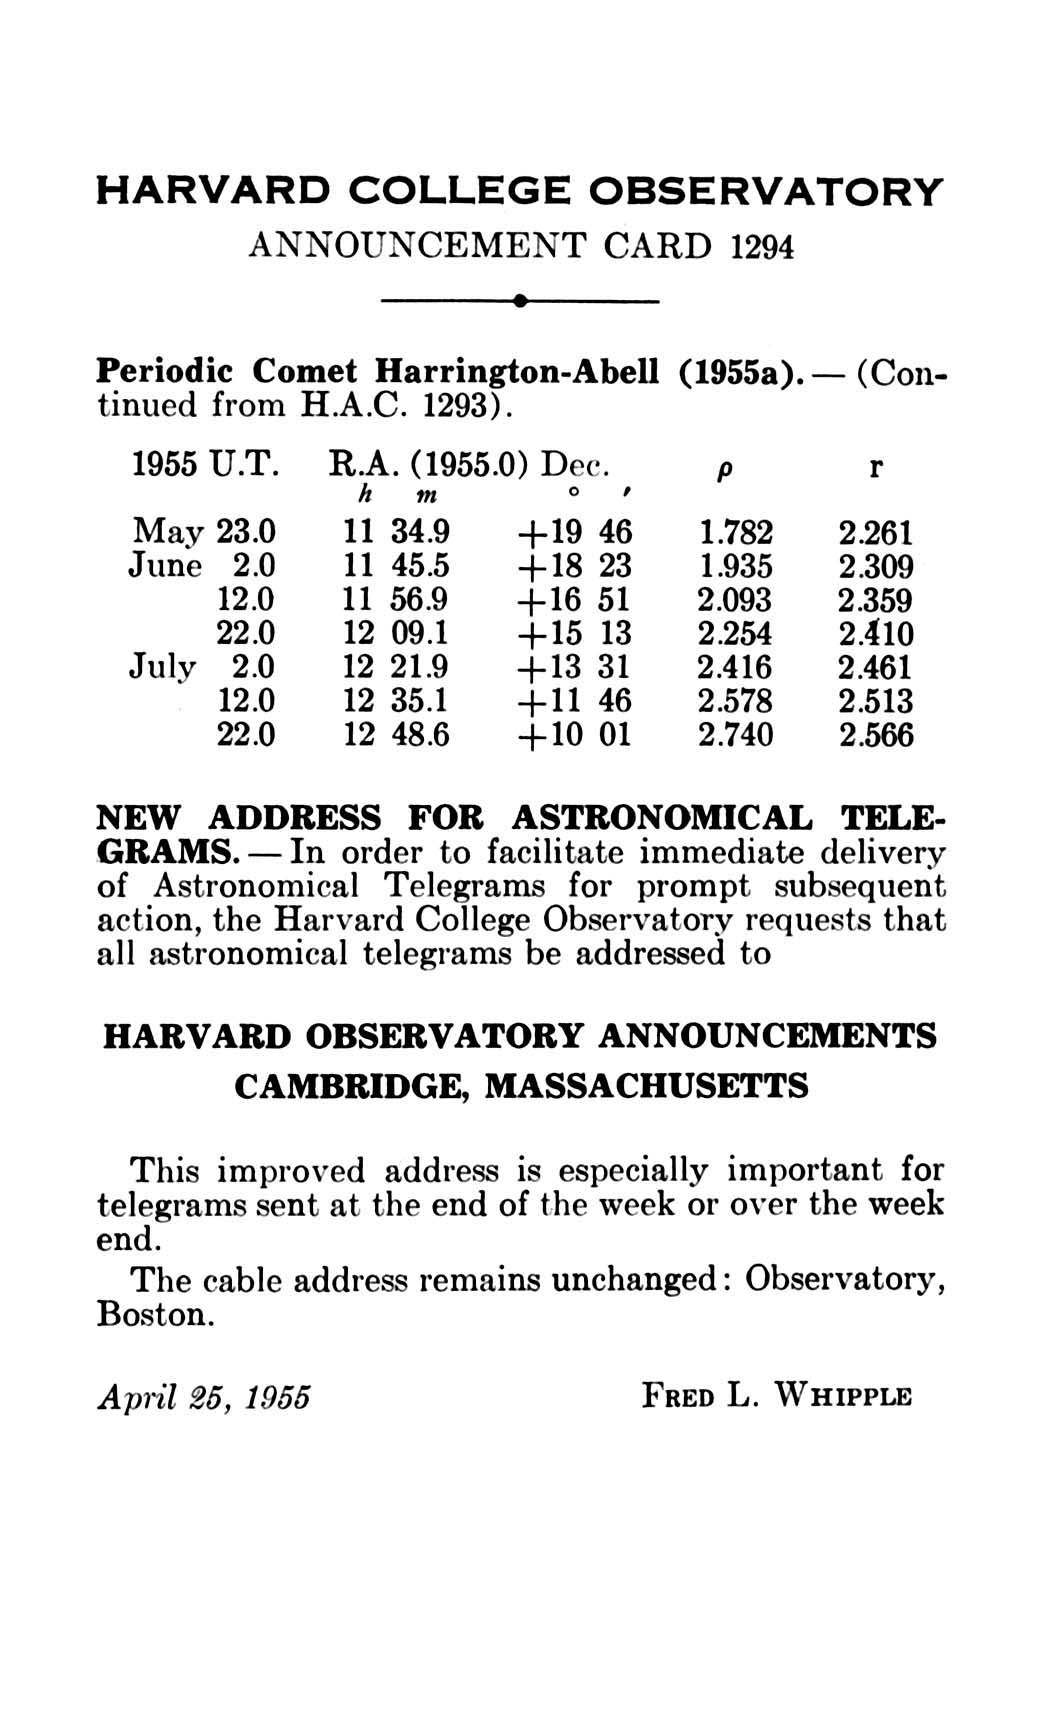 HARVARD COLLEGE OBSERVATORY
ANNOUNCEMENT CARD 1294
Periodic Comet Harrington-Abell (1955a).— (Con-
tinued from H.A.C. 1293).
1955 U.T. R.A. (1955.0) Dec. ρ r
h m ° ′
May 23.0 11 34.9 +19 46 1.782 2.261
June 2.0 11 45.5 +18 23 1.935 2.309
12.0 11 56.9 +16 51 2.093 2.359
22.0 12 09.1 +15 13 2.254 2.410
July 2.0 12 21.9 +13 31 2.416 2.461
12.0 12 35.1 +11 46 2.578 2.513
22.0 12 48.6 +10 01 2.740 2.566
NEW ADDRESS FOR ASTRONOMICAL TELE-
GRAMS.— In order to facilitate immediate delivery
of Astronomical Telegrams for prompt subsequent
action, the Harvard College Observatory requests that
all astronomical telegrams be addressed to
HARVARD OBSERVATORY ANNOUNCEMENTS
CAMBRIDGE, MASSACHUSETTS
This improved address is especially important for
telegrams sent at the end of the week or over the week
end.
The cable address remains unchanged: Observatory,
Boston.
April 25, 1955 FRED L. WHIPPLE